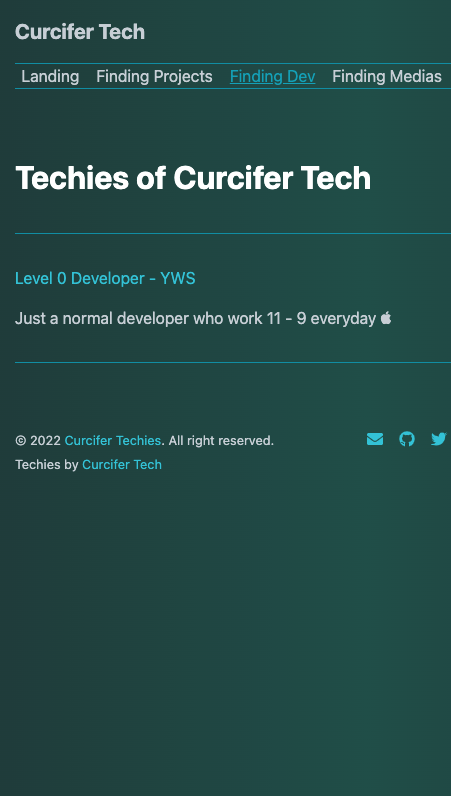 Curcifer Tech
Landing Finding Projects Finding Dev Finding Medias
Techies of Curcifer Tech
Level 0 Developer - YWS
Just a normal developer who work 11 - 9 everyday
© 2022 Curcifer Techies. All right reserved.
Techies by Curcifer Tech